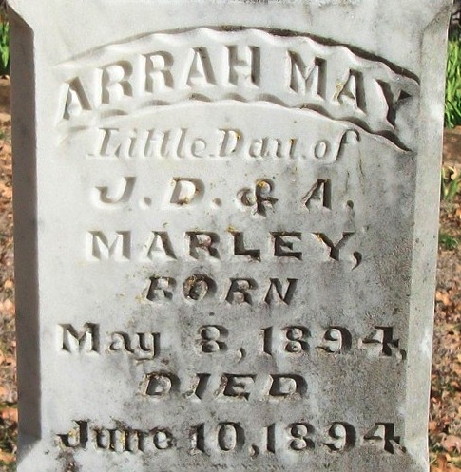 ARRAH MAY
Little Dau. of
J. D. & A.
MARLEY,
BORN
May 8, 1894,
DIED
June 10, 1894.